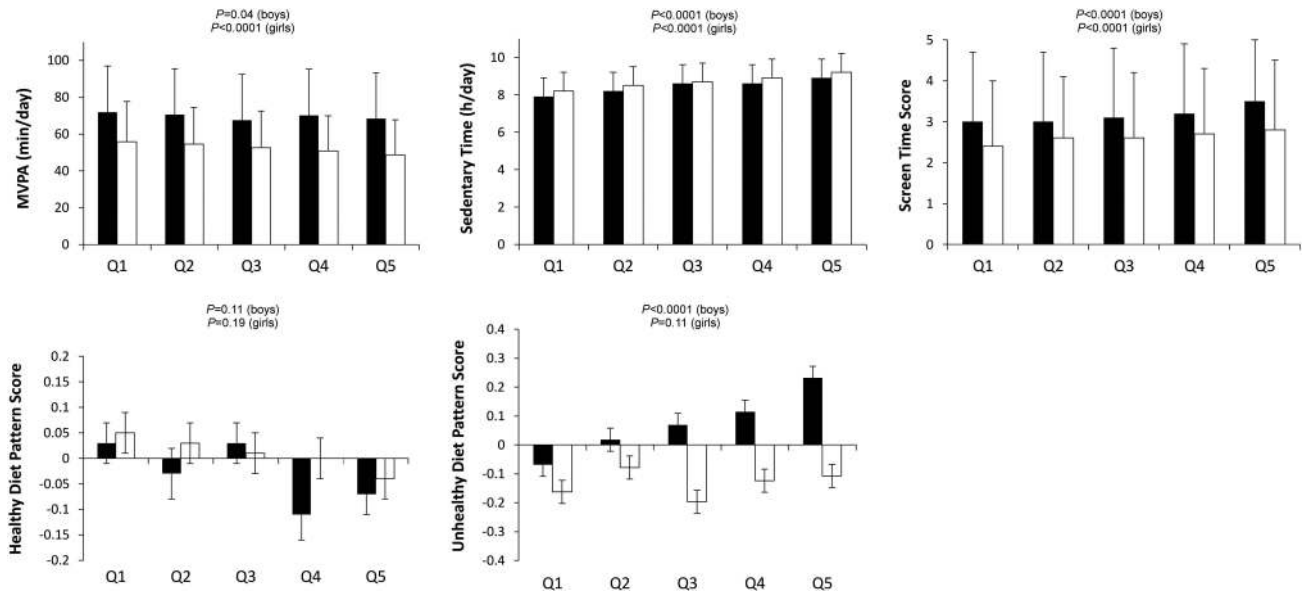 P=0.04 (boys)
P<0.0001 (girls)
MVPA (min/day)
100
80
60
40
20
0
Q1 Q2 Q3 Q4 Q5
P<0.0001 (boys)
P<0.0001 (girls)
Sedentary Time (h/day)
10
8
6
4
2
0
Q1 Q2 Q3 Q4 Q5
P<0.0001 (boys)
P<0.0001 (girls)
Screen Time Score
5
4
3
2
1
0
Q1 Q2 Q3 Q4 Q5
P=0.11 (boys)
P=0.19 (girls)
Healthy Diet Pattern Score
0.2
0.15
0.1
0.05
0
-0.05
-0.1
-0.15
-0.2
Q1 Q2 Q3 Q4 Q5
P<0.0001 (boys)
P=0.11 (girls)
Unhealthy Diet Pattern Score
0.4
0.3
0.2
0.1
0
-0.1
-0.2
-0.3
-0.4
Q1 Q2 Q3 Q4 Q5